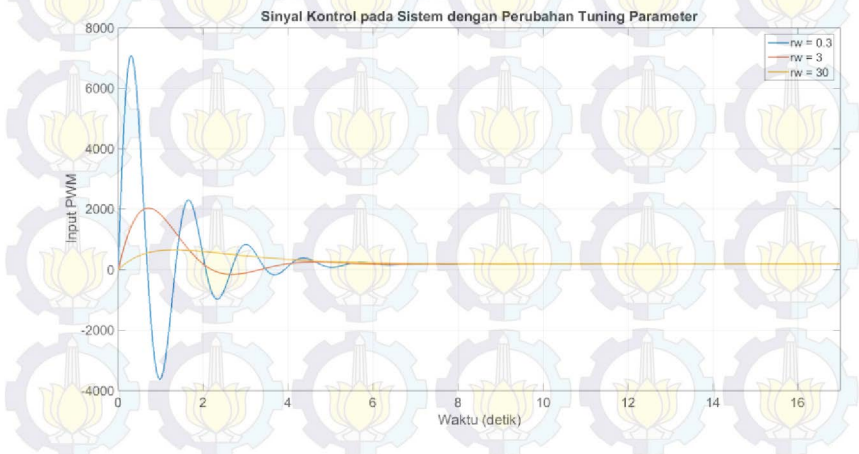 Sinyal Kontrol pada Sistem dengan Perubahan Tuning Parameter
8000
6000
4000
2000
0
-2000
-4000
Input PWM
rw = 0.3
rw = 3
rw = 30
0 2 4 6 8 10 12 14 16
Waktu (detik)